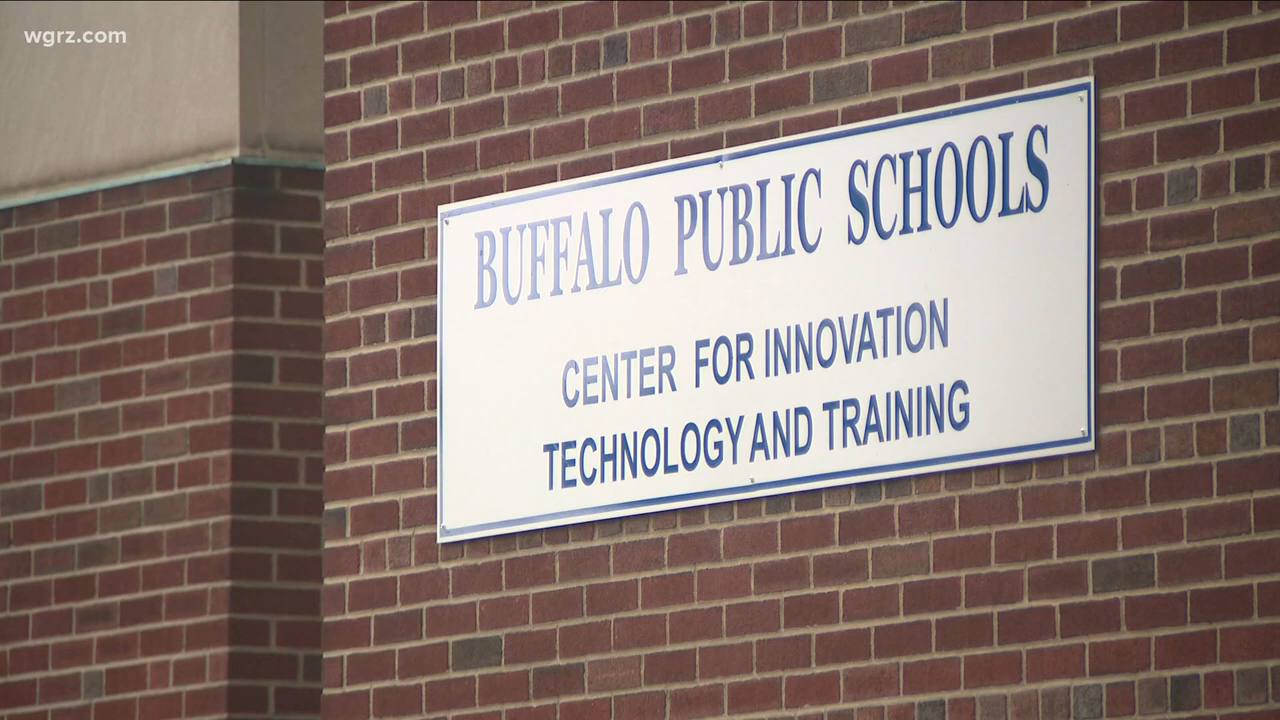 wgrz.com
BUFFALO PUBLIC SCHOOLS
CENTER FOR INNOVATION
TECHNOLOGY AND TRAINING